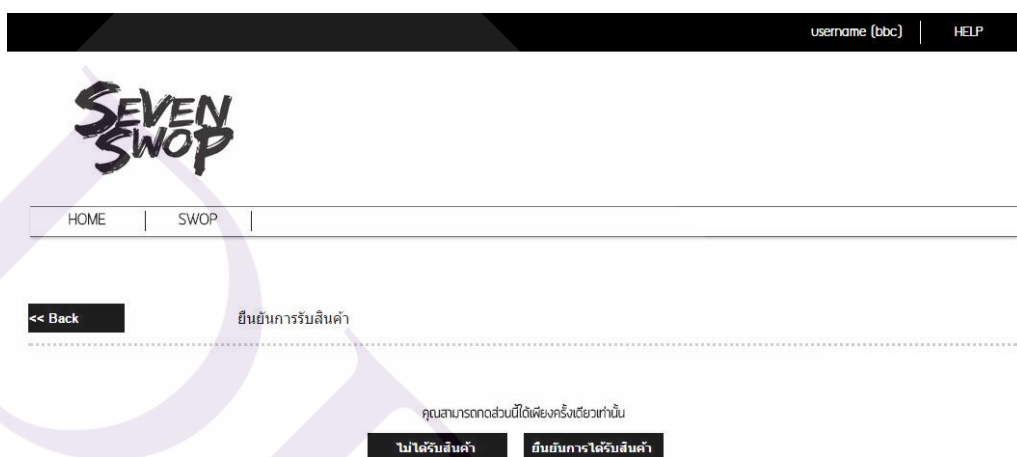 username (bbc) HELP
SEVEN
SWOP
HOME SWOP
<< Back ยืนยันการรับสินค้า
คุณสามารถกดส่วนนี้ได้เพียงครั้งเดียวเท่านั้น
ไม่ได้รับสินค้า ยืนยันการได้รับสินค้า